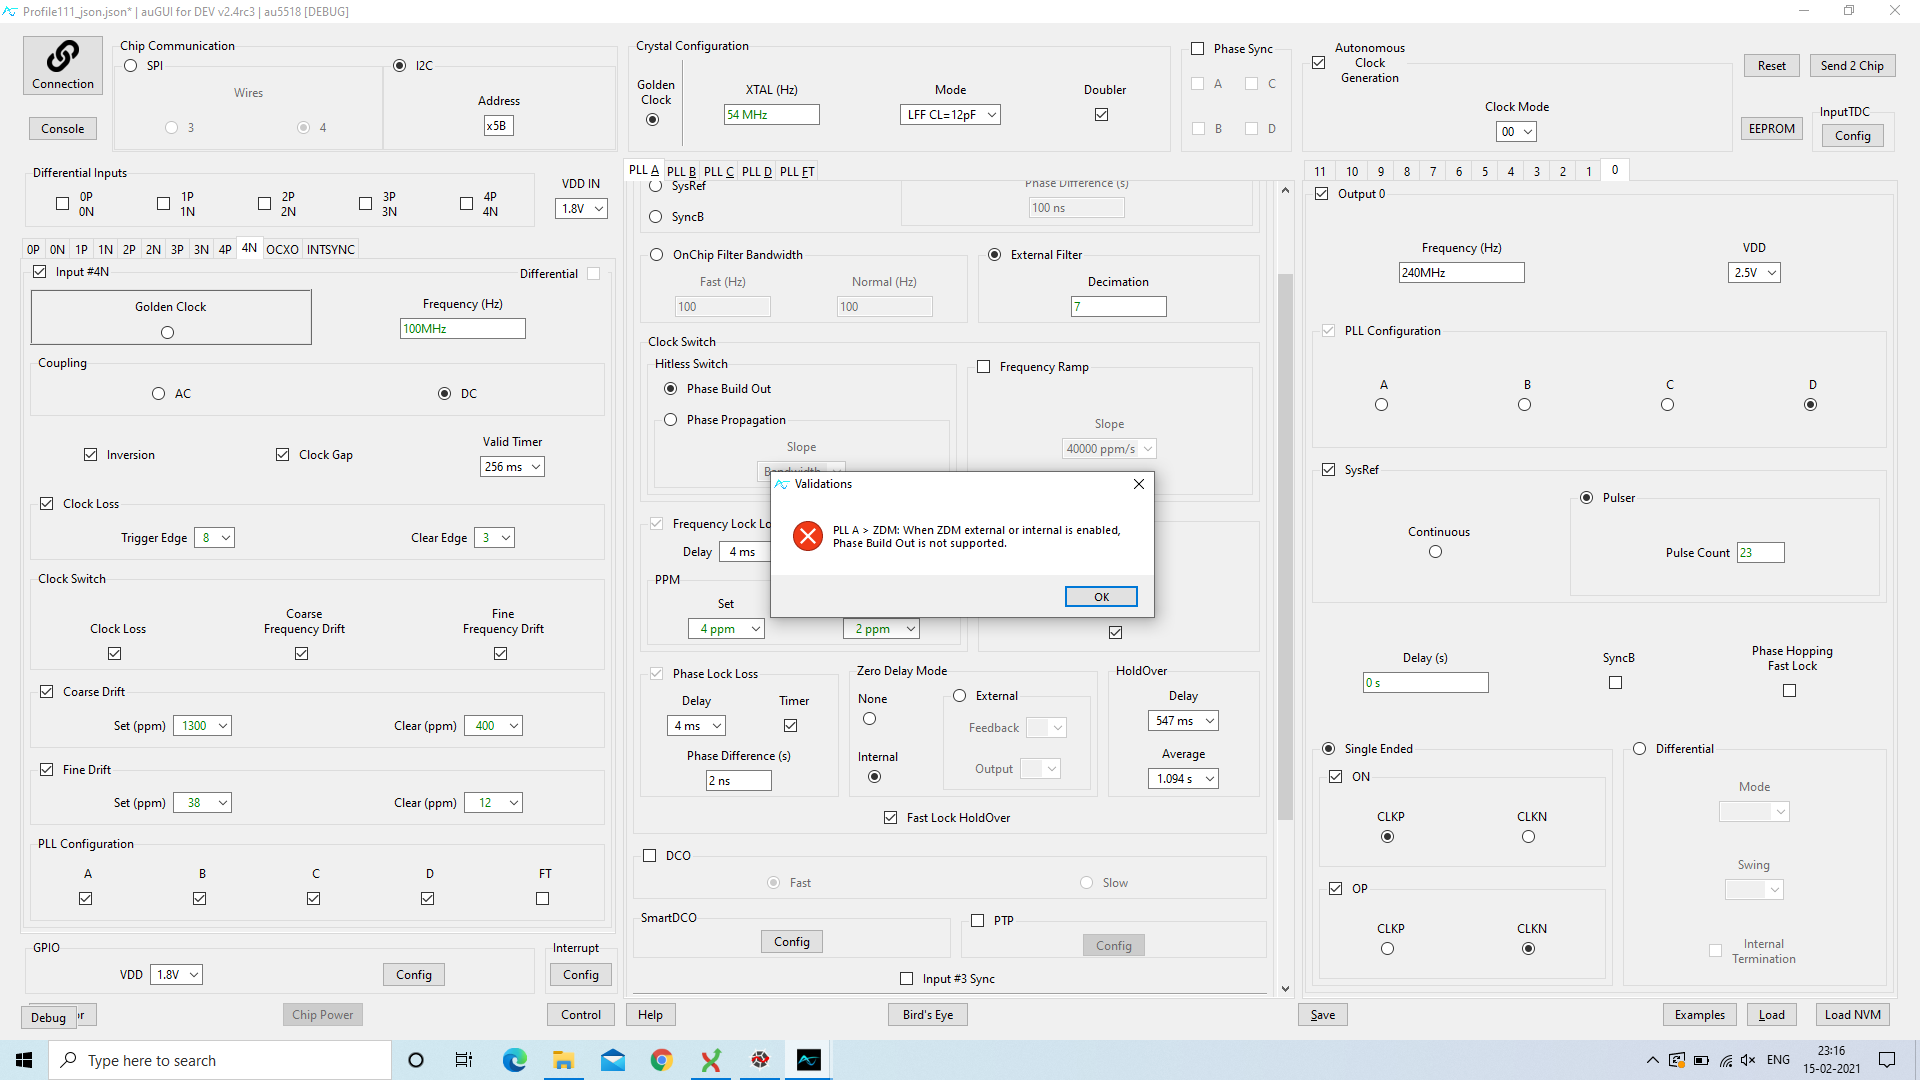 Profile111_json.json* | auGUI for DEV v2.4rc3 | au5518 [DEBUG]
Connection
Console
Chip Communication
SPI
Wires
3
4
I2C
Address
x5B
Crystal Configuration
Golden
Clock
XTAL (Hz)
54 MHz
Mode
LFF CL=12pF
Doubler
Phase Sync
A
C
B
D
Autonomous
Clock
Generation
Clock Mode
00
Reset
Send 2 Chip
EEPROM
InputTDC
Config
Differential Inputs
0P
0N
1P
1N
2P
2N
3P
3N
4P
4N
VDD IN
1.8V
0P 0N 1P 1N 2P 2N 3P 3N 4P 4N OCXO INTSYNC
Input #4N
Differential
Golden Clock
Frequency (Hz)
100MHz
Coupling
AC
DC
Inversion
Clock Gap
Valid Timer
256 ms
Clock Loss
Trigger Edge 8
Clear Edge 3
Clock Switch
Clock Loss
Coarse
Frequency Drift
Fine
Frequency Drift
Coarse Drift
Set (ppm) 1300
Clear (ppm) 400
Fine Drift
Set (ppm) 38
Clear (ppm) 12
PLL Configuration
A B C D FT
GPIO
VDD 1.8V
Config
Interrupt
Config
Debug
Chip Power
Control
PLL A PLL B PLL C PLL D PLL FT
SysRef
SyncB
Phase Difference (s)
100 ns
OnChip Filter Bandwidth
Fast (Hz)
100
Normal (Hz)
100
External Filter
Decimation
7
Clock Switch
Hitless Switch
Phase Build Out
Phase Propagation
Slope
Bandwidth
Frequency Ramp
Slope
40000 ppm/s
Frequency Lock Lo
Delay 4 ms
PPM
Set
4 ppm
2 ppm
Validations
PLL A > ZDM: When ZDM external or internal is enabled,
Phase Build Out is not supported.
OK
Phase Lock Loss
Delay
4 ms
Timer
Phase Difference (s)
2 ns
Zero Delay Mode
None
Internal
External
Feedback
Output
HoldOver
Delay
547 ms
Average
1.094 s
Fast Lock HoldOver
DCO
Fast
Slow
SmartDCO
Config
PTP
Config
Input #3 Sync
Help
Bird's Eye
11 10 9 8 7 6 5 4 3 2 1 0
Output 0
Frequency (Hz)
240MHz
VDD
2.5V
PLL Configuration
A B C D
SysRef
Continuous
Pulser
Pulse Count 23
Delay (s)
0 s
SyncB
Phase Hopping
Fast Lock
Single Ended
ON
CLKP
CLKN
OP
CLKP
CLKN
Differential
Mode
Swing
Internal
Termination
Save
Examples
Load
Load NVM
Type here to search
ENG
23:16
15-02-2021